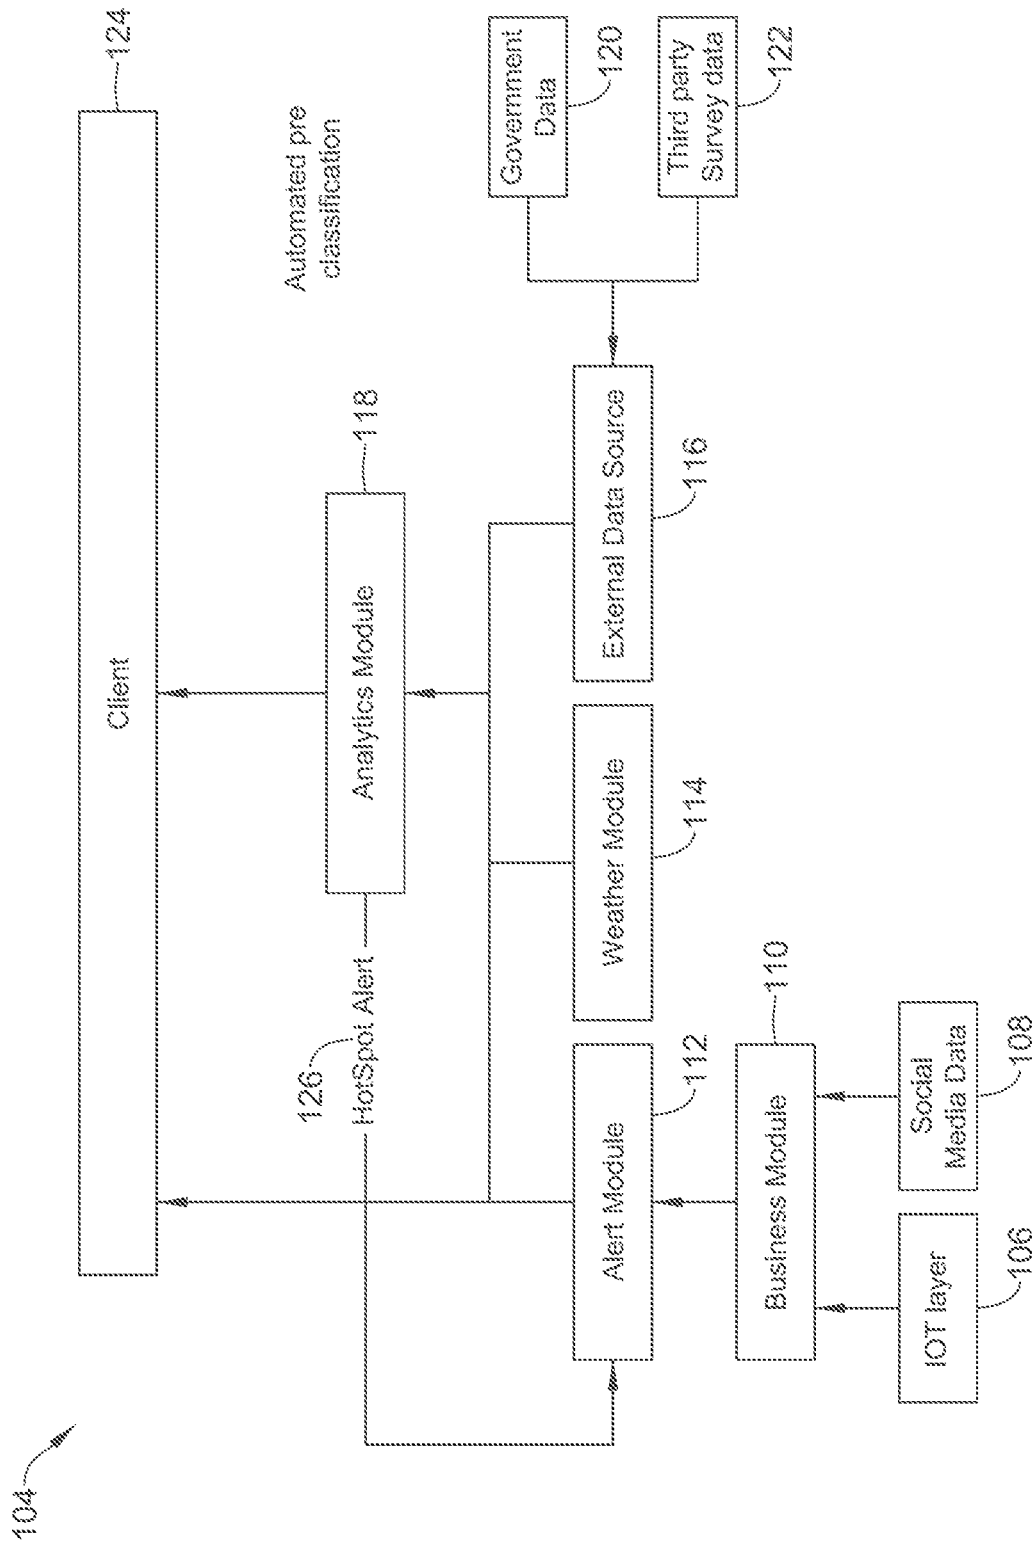 104
Client
124
Automated pre
classification
Analytics Module
118
126
HotSpot Alert
Alert Module
112
Weather Module
114
External Data Source
116
Government
Data
120
Third party
Survey data
122
Business Module
110
IOT layer
106
Social
Media Data
108